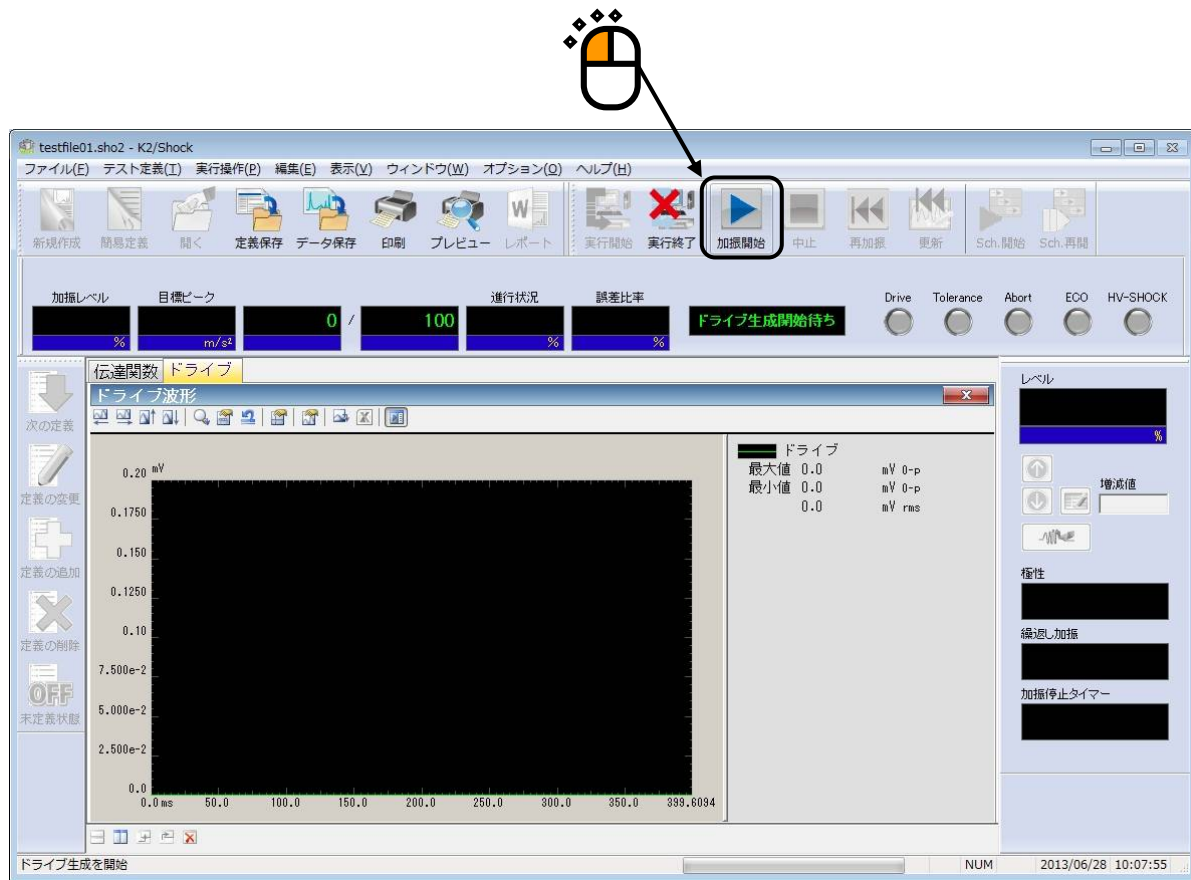 testfile01.sho2 - K2/Shock
ファイル(F) テスト定義(T) 実行操作(P) 編集(E) 表示(V) ウィンドウ(W) オプション(O) ヘルプ(H)
新規作成 簡易定義 開く 定義保存 データ保存 印刷 プレビュー レポート 実行開始 実行終了 加振開始 中止 再加振 更新 Sch.開始 Sch.再開
加振レベル 目標ピーク 進行状況 誤差比率 Drive Tolerance Abort ECO HV-SHOCK
0 / 100 ドライブ生成開始待ち
% m/s² % %
伝達関数 ドライブ
ドライブ波形
次の定義
定義の変更
定義の追加
定義の削除
OFF
未定義状態
0.20 mV
0.1750
0.150
0.1250
0.10
7.500e-2
5.000e-2
2.500e-2
0.0
0.0 ms 50.0 100.0 150.0 200.0 250.0 300.0 350.0 399.6094
ドライブ
最大値 0.0 mV 0-p
最小値 0.0 mV 0-p
0.0 mV rms
レベル
%
増減値
極性
繰返し加振
加振停止タイマー
ドライブ生成を開始 NUM 2013/06/28 10:07:55